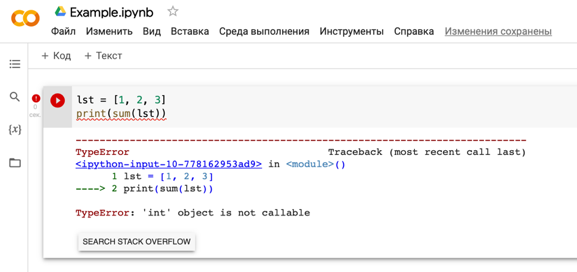 Example.ipynb
Файл Изменить Вид Вставка Среда выполнения Инструменты Справка Изменения сохранены
+ Код + Текст
lst = [1, 2, 3]
print(sum(lst))
0
сек.
{x}
---------------------------------------------------------------------------
TypeError Traceback (most recent call last)
<ipython-input-10-778162953ad9> in <module>()
1 lst = [1, 2, 3]
----> 2 print(sum(lst))
TypeError: 'int' object is not callable
SEARCH STACK OVERFLOW